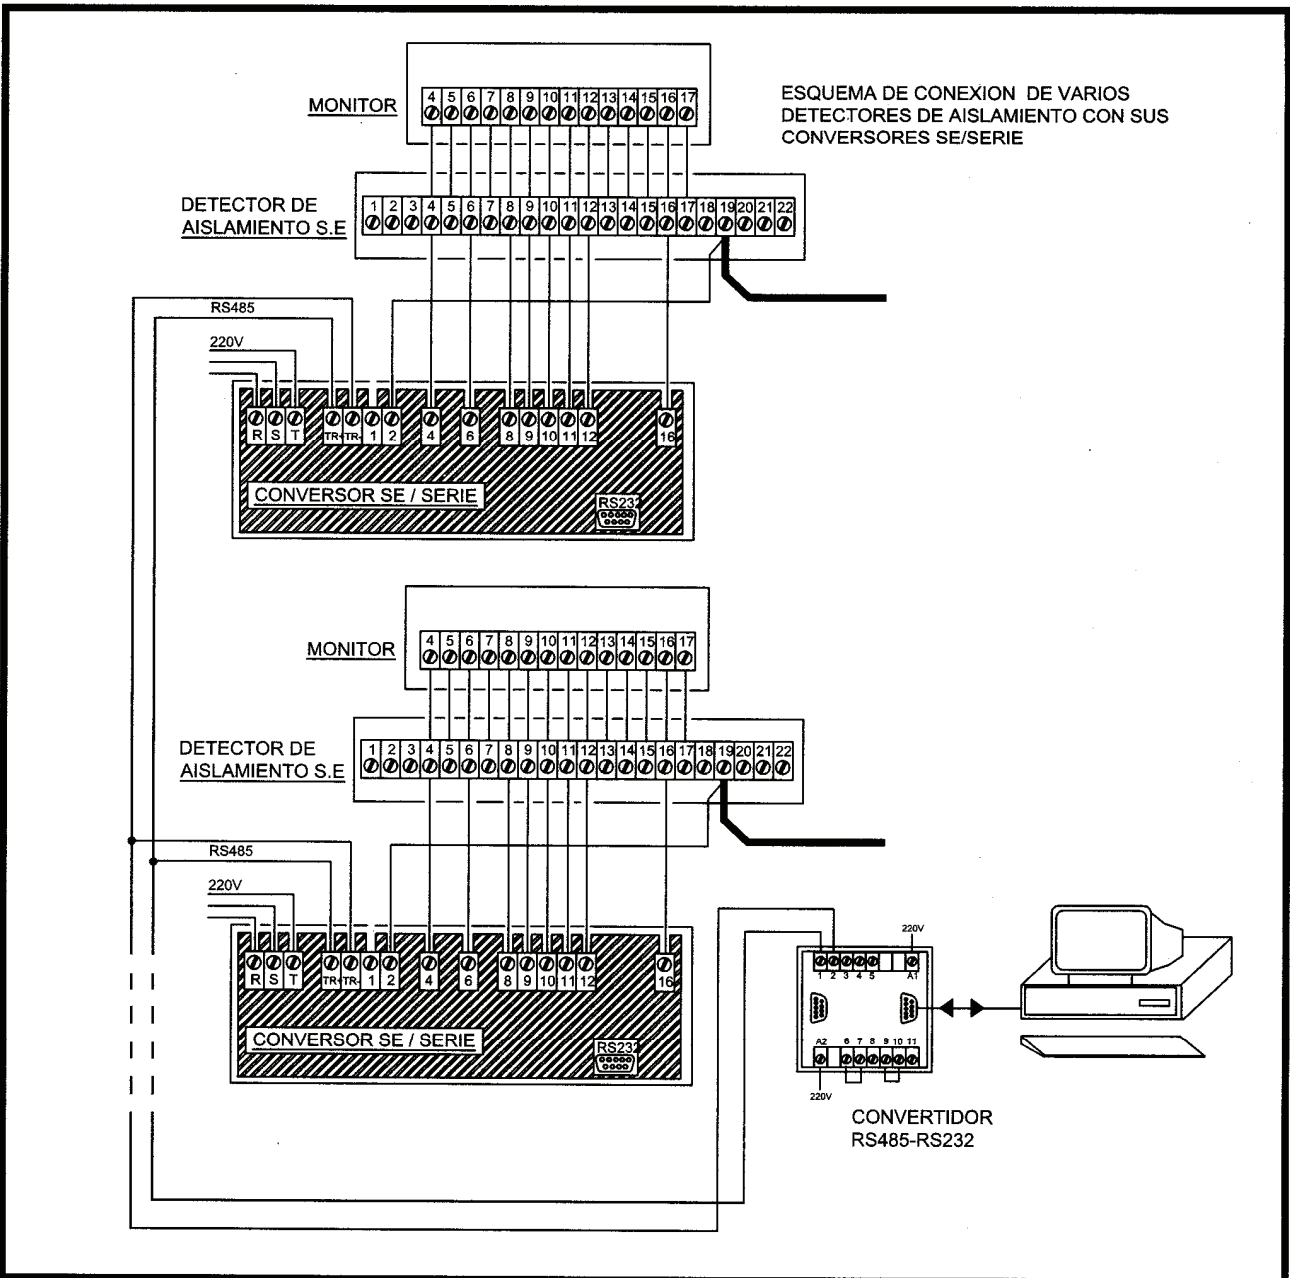 ESQUEMA DE CONEXION DE VARIOS
DETECTORES DE AISLAMIENTO CON SUS
CONVERSORES SE/SERIE
MONITOR
4 5 6 7 8 9 10 11 12 13 14 15 16 17
DETECTOR DE
AISLAMIENTO S.E
1 2 3 4 5 6 7 8 9 10 11 12 13 14 15 16 17 18 19 20 21 22
RS485
220V
R S T TR+ TR- 1 2 4 6 8 9 10 11 12 16
CONVERSOR SE / SERIE
RS232
MONITOR
4 5 6 7 8 9 10 11 12 13 14 15 16 17
DETECTOR DE
AISLAMIENTO S.E
1 2 3 4 5 6 7 8 9 10 11 12 13 14 15 16 17 18 19 20 21 22
RS485
220V
R S T TR+ TR- 1 2 4 6 8 9 10 11 12 16
CONVERSOR SE / SERIE
RS232
220V
1 2 3 4 5 A1
A2 6 7 8 9 10 11
220V
CONVERTIDOR
RS485-RS232